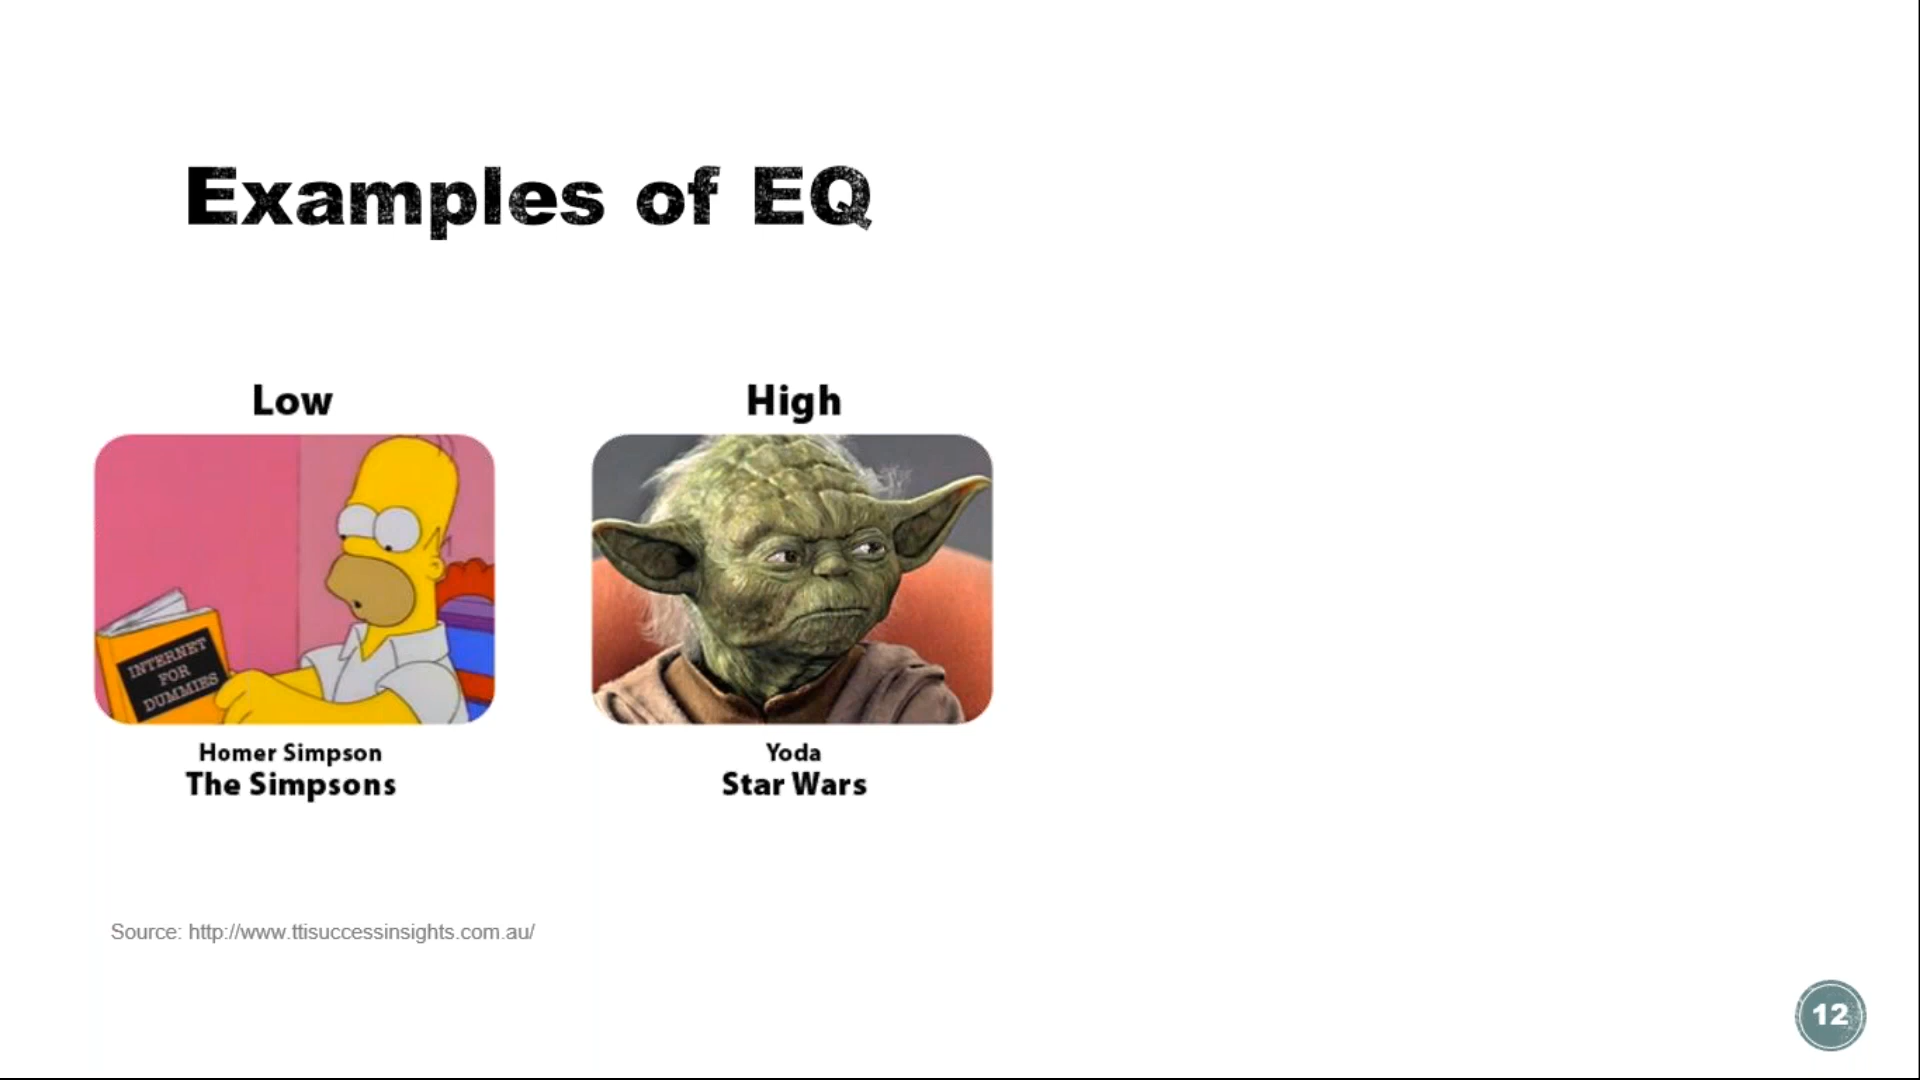 Examples of EQ
Low
High
INTERNET
FOR
DUMMIES
Homer Simpson
The Simpsons
Yoda
Star Wars
Source: http://www.ttisuccessinsights.com.au/
12